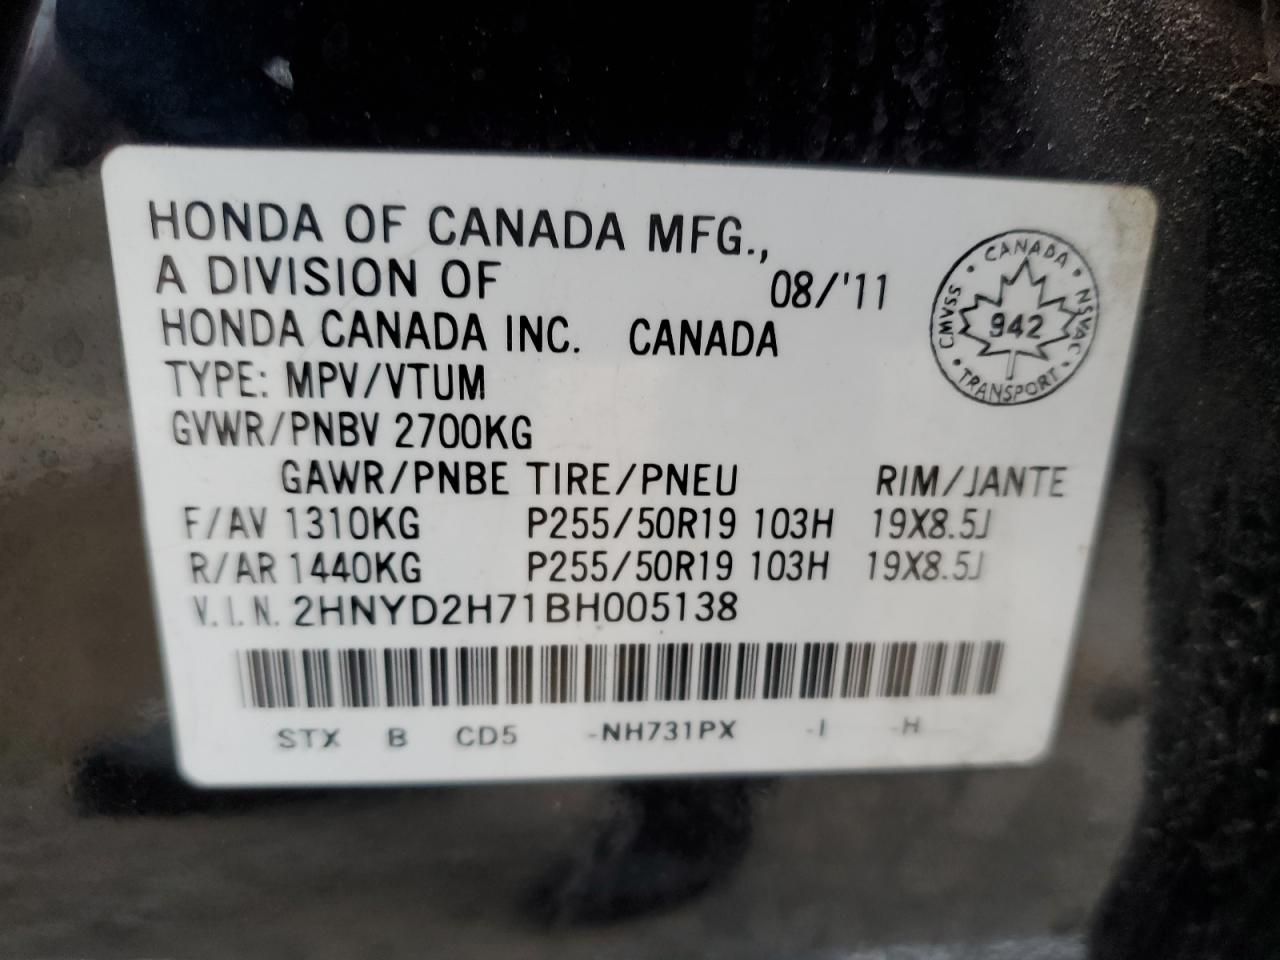 HONDA OF CANADA MFG.,
A DIVISION OF 08/'11
HONDA CANADA INC. CANADA
TYPE: MPV/VTUM
GVWR/PNBV 2700KG
GAWR/PNBE TIRE/PNEU RIM/JANTE
F/AV 1310KG P255/50R19 103H 19X8.5J
R/AR 1440KG P255/50R19 103H 19X8.5J
V.I.N. 2HNYD2H71BH005138
STX B CD5 -NH731PX -I -H
CANADA
CMVSS 942 NSVAC
TRANSPORT